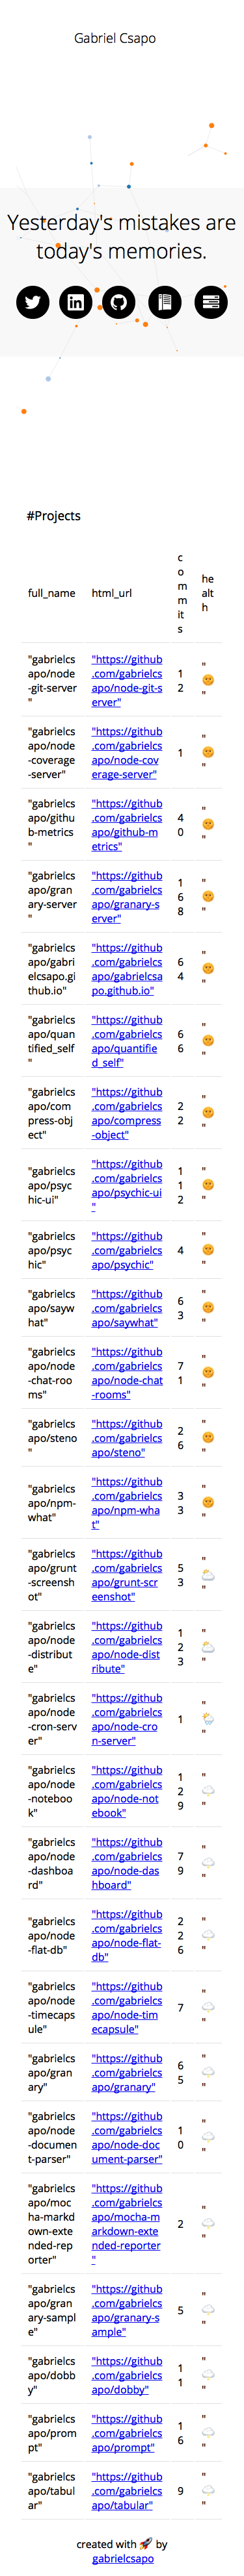 Gabriel Csapo
Yesterday's mistakes are
today's memories.
#Projects
full_name html_url commits health
"gabrielcsapo/node-git-server" "https://github.com/gabrielcsapo/node-git-server" 12 "🌞"
"gabrielcsapo/node-coverage-server" "https://github.com/gabrielcsapo/node-coverage-server" 1 "🌞"
"gabrielcsapo/github-metrics" "https://github.com/gabrielcsapo/github-metrics" 40 "🌞"
"gabrielcsapo/granary-server" "https://github.com/gabrielcsapo/granary-server" 168 "🌞"
"gabrielcsapo/gabrielcsapo.github.io" "https://github.com/gabrielcsapo/gabrielcsapo.github.io" 64 "🌞"
"gabrielcsapo/quantified_self" "https://github.com/gabrielcsapo/quantified_self" 66 "🌞"
"gabrielcsapo/compress-object" "https://github.com/gabrielcsapo/compress-object" 22 "🌞"
"gabrielcsapo/psychic-ui" "https://github.com/gabrielcsapo/psychic-ui" 112 "🌞"
"gabrielcsapo/psychic" "https://github.com/gabrielcsapo/psychic" 4 "🌞"
"gabrielcsapo/saywhat" "https://github.com/gabrielcsapo/saywhat" 63 "🌞"
"gabrielcsapo/node-chat-rooms" "https://github.com/gabrielcsapo/node-chat-rooms" 71 "🌞"
"gabrielcsapo/steno" "https://github.com/gabrielcsapo/steno" 26 "🌞"
"gabrielcsapo/npm-what" "https://github.com/gabrielcsapo/npm-what" 33 "🌞"
"gabrielcsapo/grunt-screenshot" "https://github.com/gabrielcsapo/grunt-screenshot" 53 "🌥"
"gabrielcsapo/node-distribute" "https://github.com/gabrielcsapo/node-distribute" 123 "🌥"
"gabrielcsapo/node-cron-server" "https://github.com/gabrielcsapo/node-cron-server" 1 "🌦"
"gabrielcsapo/node-notebook" "https://github.com/gabrielcsapo/node-notebook" 129 "🌩"
"gabrielcsapo/node-dashboard" "https://github.com/gabrielcsapo/node-dashboard" 79 "🌩"
"gabrielcsapo/node-flat-db" "https://github.com/gabrielcsapo/node-flat-db" 226 "🌩"
"gabrielcsapo/node-timecapsule" "https://github.com/gabrielcsapo/node-timecapsule" 7 "🌩"
"gabrielcsapo/granary" "https://github.com/gabrielcsapo/granary" 65 "🌩"
"gabrielcsapo/node-document-parser" "https://github.com/gabrielcsapo/node-document-parser" 10 "🌩"
"gabrielcsapo/mocha-markdown-extended-reporter" "https://github.com/gabrielcsapo/mocha-markdown-extended-reporter" 2 "🌩"
"gabrielcsapo/granary-sample" "https://github.com/gabrielcsapo/granary-sample" 5 "🌩"
"gabrielcsapo/dobby" "https://github.com/gabrielcsapo/dobby" 11 "🌩"
"gabrielcsapo/prompt" "https://github.com/gabrielcsapo/prompt" 16 "🌩"
"gabrielcsapo/tabular" "https://github.com/gabrielcsapo/tabular" 9 "🌩"
created with 🚀 by
gabrielcsapo